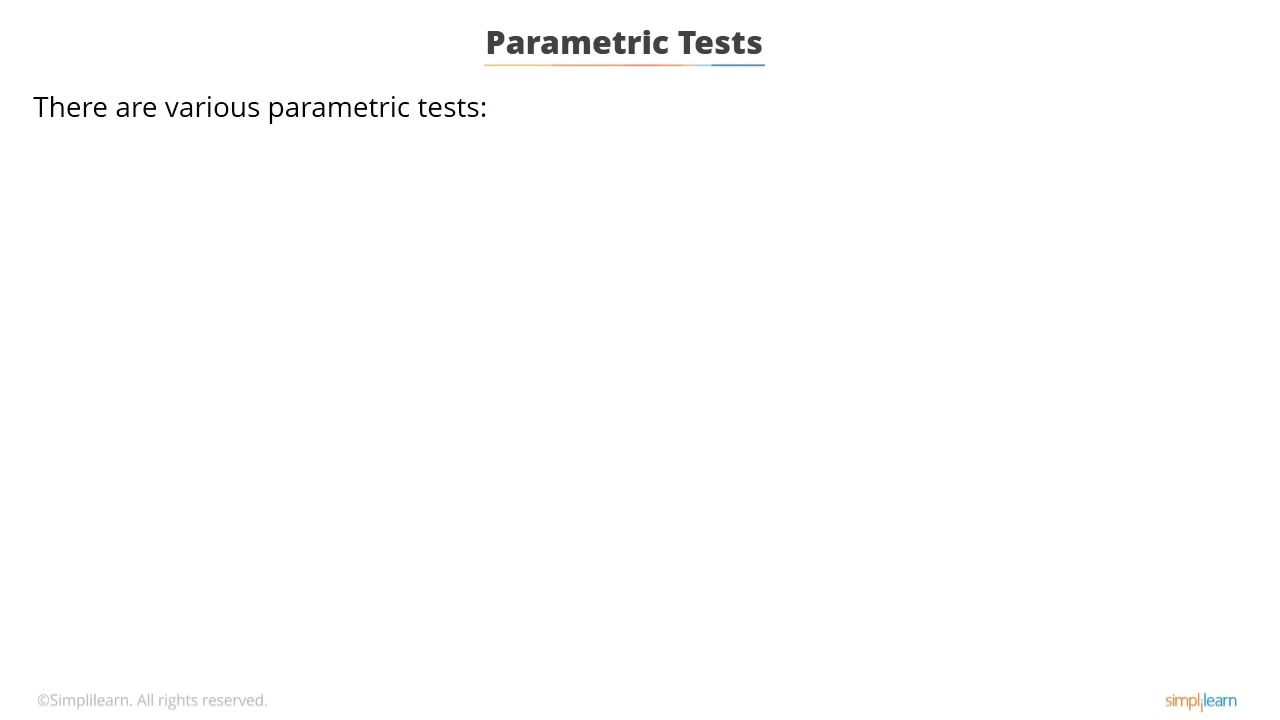 Parametric Tests
There are various parametric tests:
©Simplilearn. All rights reserved.
simplilearn